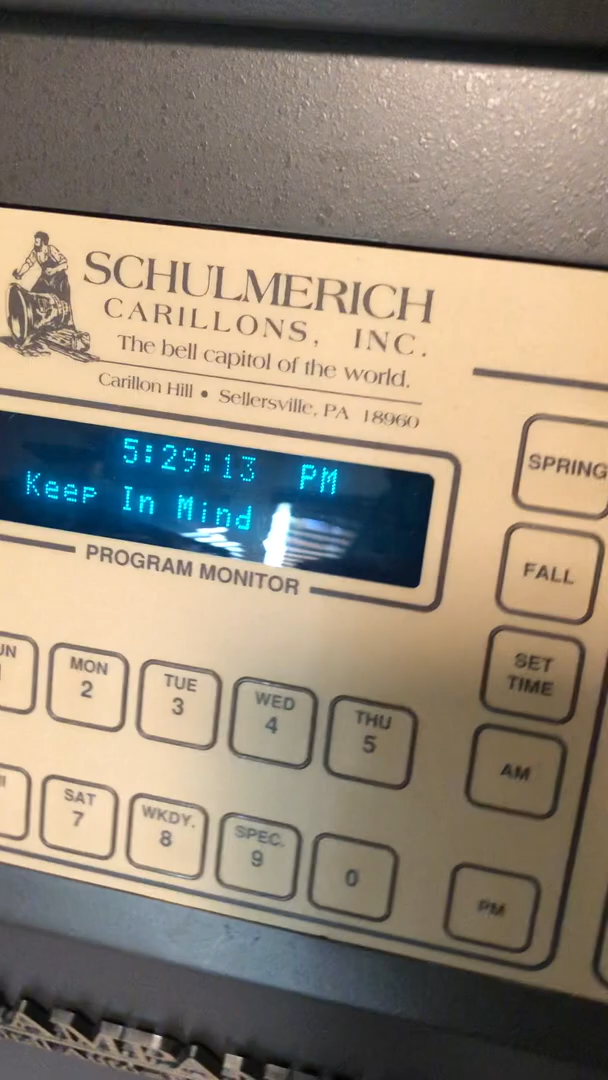 SCHULMERICH
CARILLONS, INC.
The bell capitol of the world.
Carillon Hill • Sellersville, PA 18960
5:29:13 PM
Keep In Mind
PROGRAM MONITOR
SPRING
FALL
SET
TIME
AM
PM
MON
2
TUE
3
WED
4
THU
5
SAT
7
WKDY.
8
SPEC.
9
0